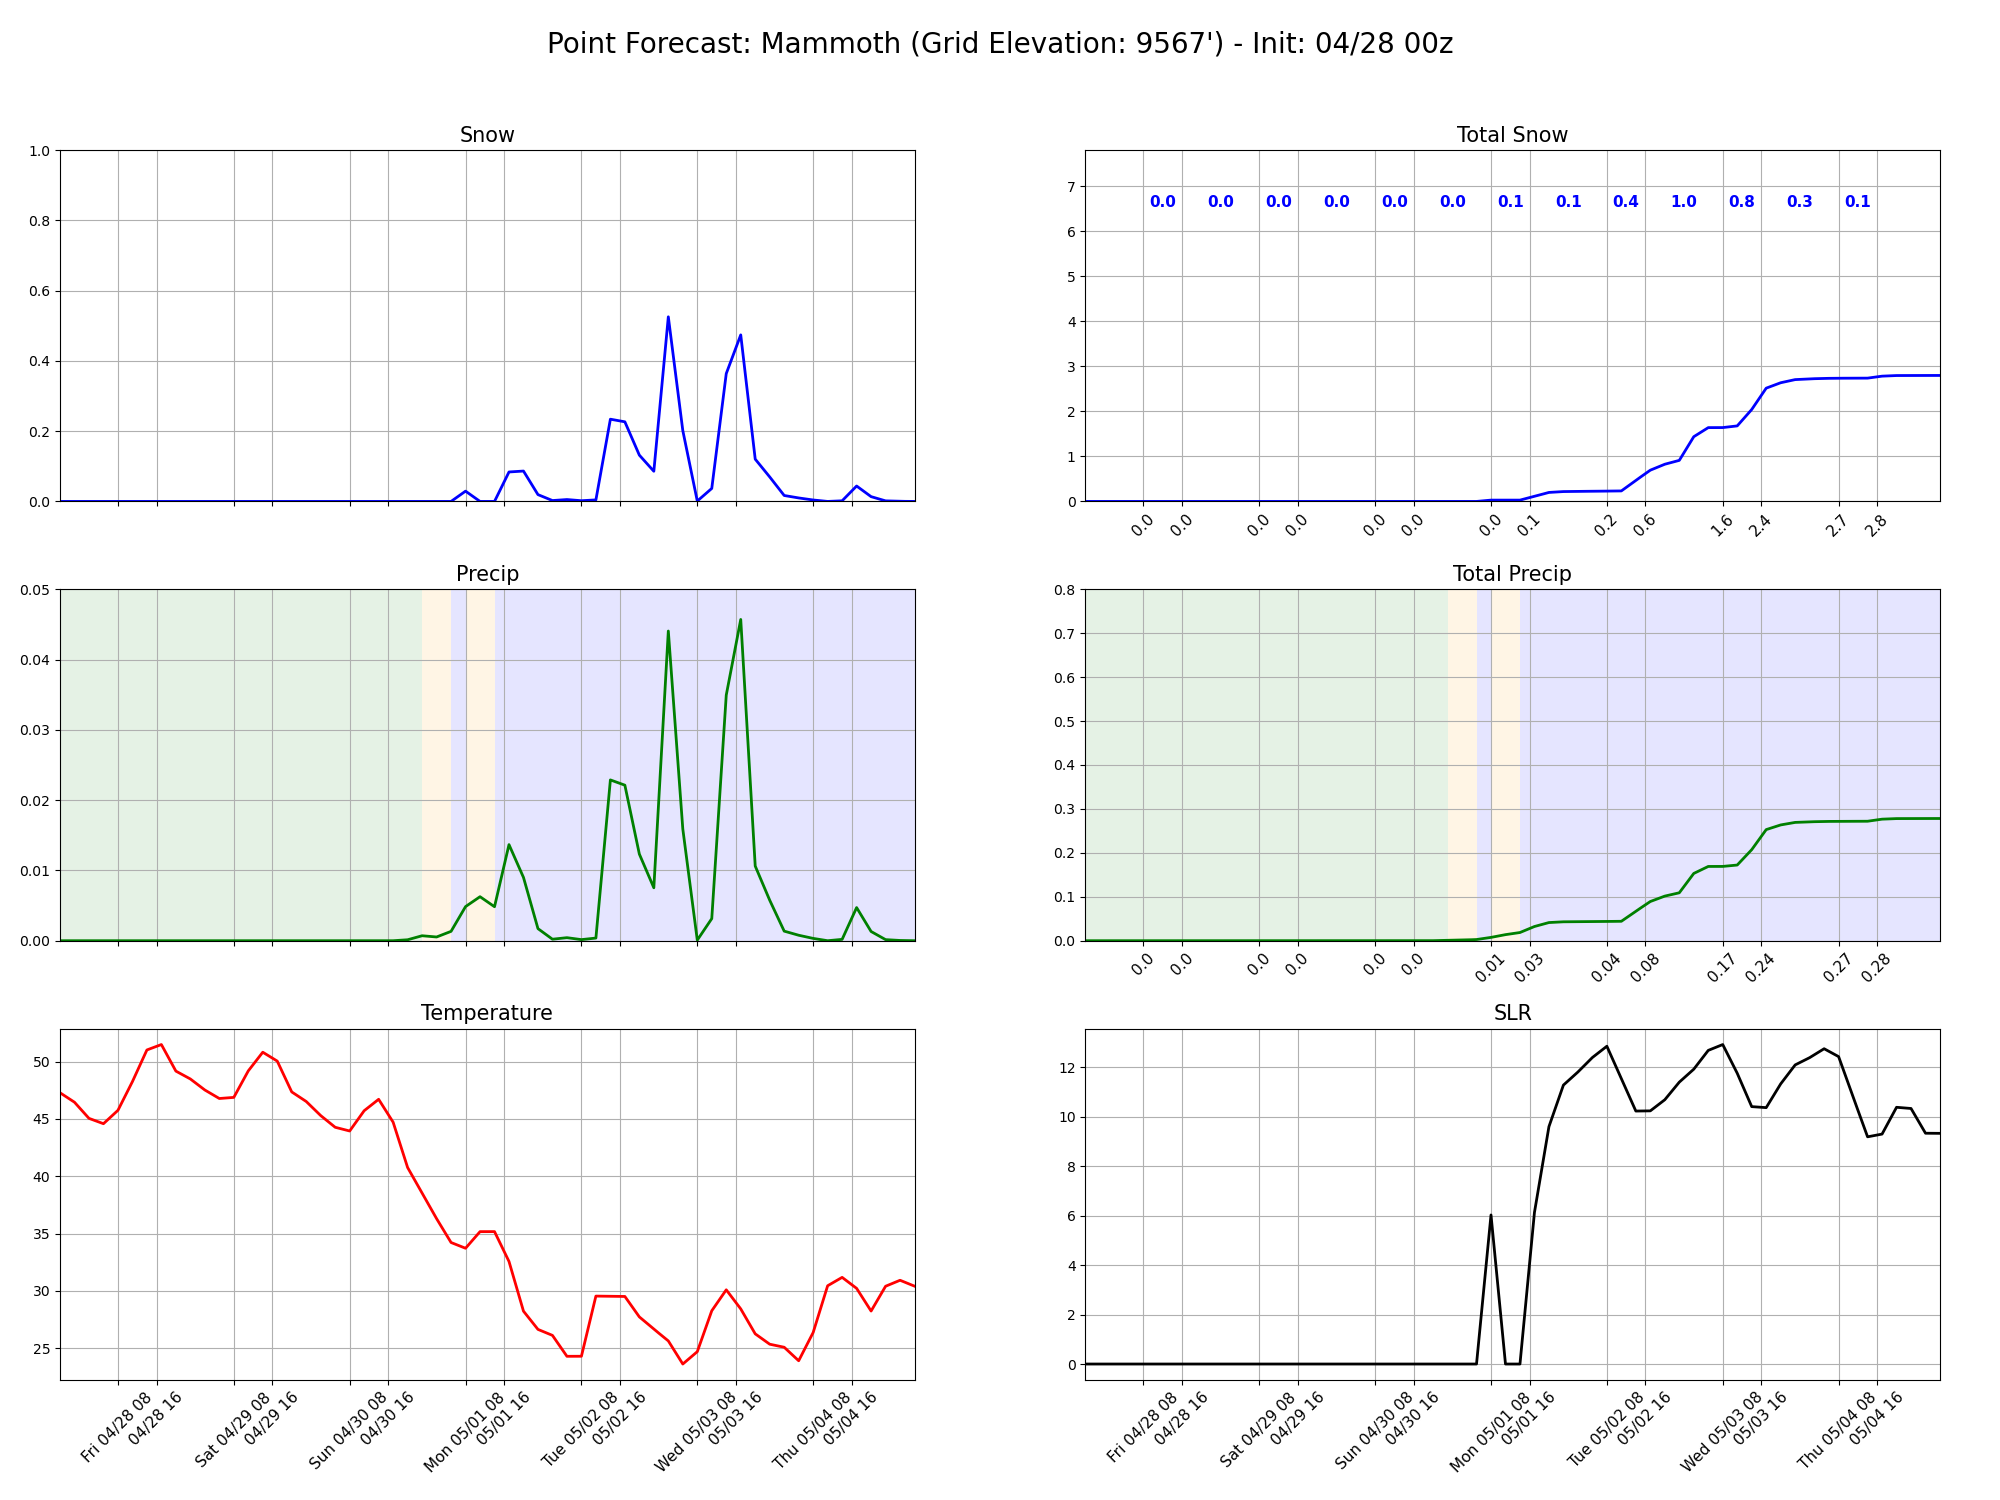 Point Forecast: Mammoth (Grid Elevation: 9567') - Init: 04/28 00z
Snow
1.0
0.8
0.6
0.4
0.2
0.0
Total Snow
7
6
5
4
3
2
1
0
0.0 0.0 0.0 0.0 0.0 0.0 0.1 0.1 0.4 1.0 0.8 0.3 0.1
0.0 0.0 0.0 0.0 0.0 0.0 0.0 0.1 0.2 0.6 1.6 2.4 2.7 2.8
Precip
0.05
0.04
0.03
0.02
0.01
0.00
Total Precip
0.8
0.7
0.6
0.5
0.4
0.3
0.2
0.1
0.0
0.0 0.0 0.0 0.0 0.0 0.0 0.01 0.03 0.04 0.08 0.17 0.24 0.27 0.28
Temperature
50
45
40
35
30
25
Fri 04/28 08
04/28 16
Sat 04/29 08
04/29 16
Sun 04/30 08
04/30 16
Mon 05/01 08
05/01 16
Tue 05/02 08
05/02 16
Wed 05/03 08
05/03 16
Thu 05/04 08
05/04 16
SLR
12
10
8
6
4
2
0
Fri 04/28 08
04/28 16
Sat 04/29 08
04/29 16
Sun 04/30 08
04/30 16
Mon 05/01 08
05/01 16
Tue 05/02 08
05/02 16
Wed 05/03 08
05/03 16
Thu 05/04 08
05/04 16